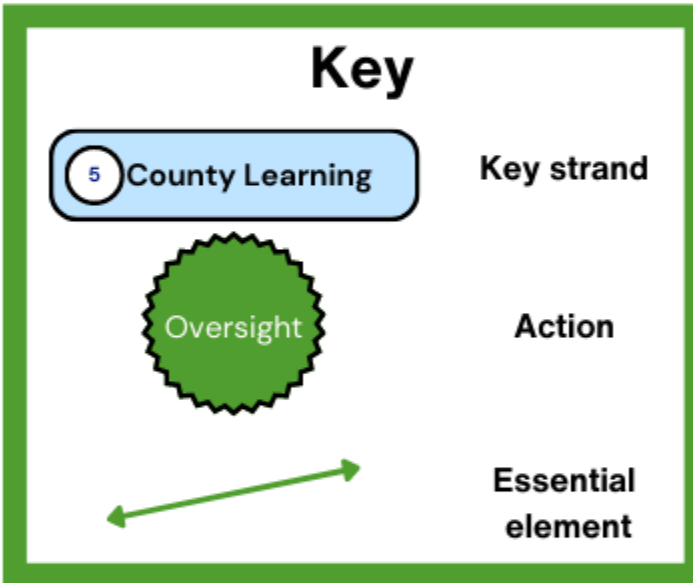 Key
5 County Learning
Key strand
Oversight
Action
Essential
element